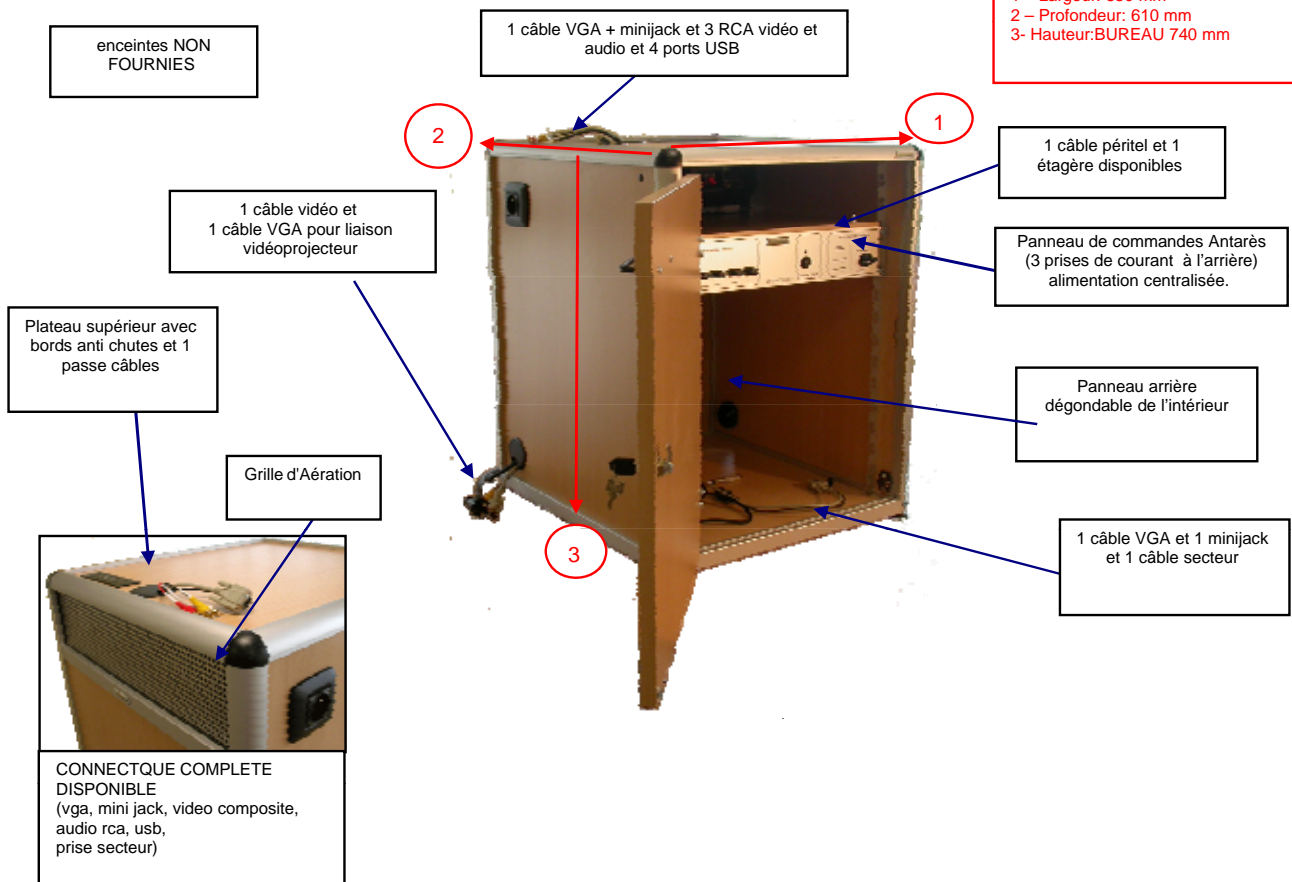 enceintes NON
FOURNIES
1 câble VGA + minijack et 3 RCA vidéo et
audio et 4 ports USB
2 – Profondeur: 610 mm
3- Hauteur:BUREAU 740 mm
2
1
1 câble péritel et 1
étagère disponibles
1 câble vidéo et
1 câble VGA pour liaison
vidéoprojecteur
Panneau de commandes Antarès
(3 prises de courant à l'arrière)
alimentation centralisée.
Plateau supérieur avec
bords anti chutes et 1
passe câbles
Panneau arrière
dégondable de l'intérieur
Grille d'Aération
3
1 câble VGA et 1 minijack
et 1 câble secteur
CONNECTQUE COMPLETE
DISPONIBLE
(vga, mini jack, video composite,
audio rca, usb,
prise secteur)